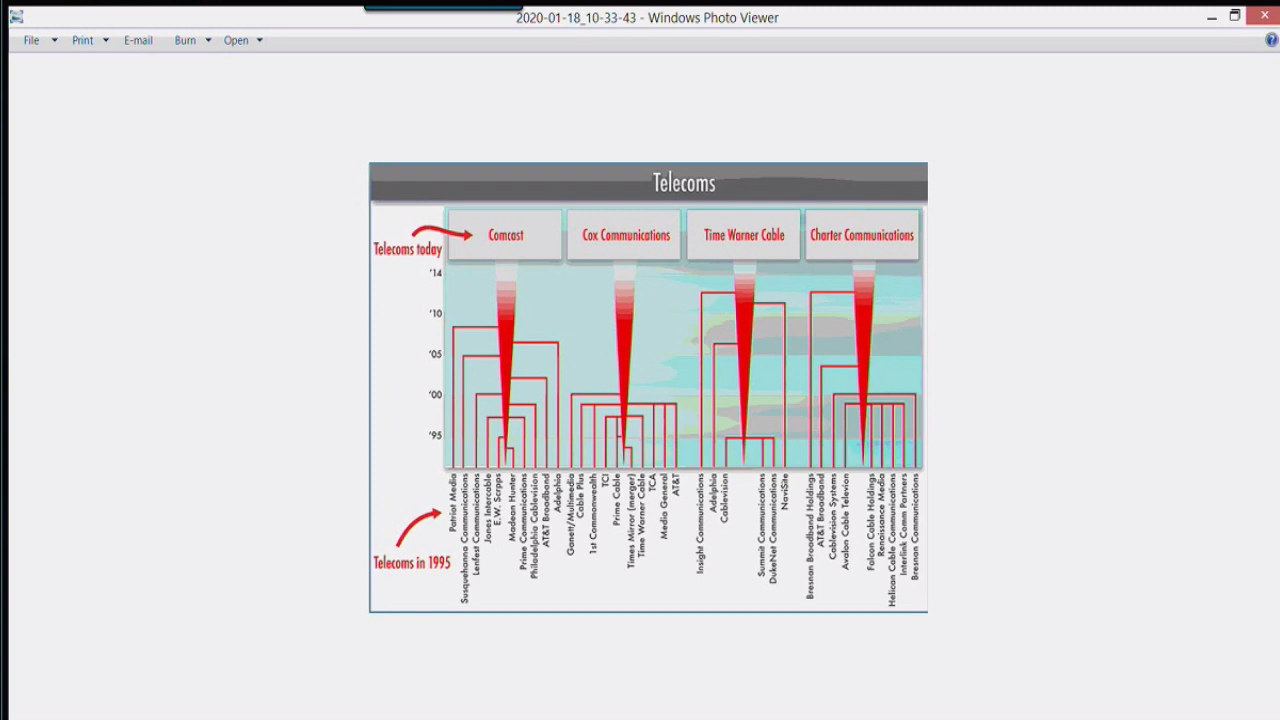 2020-01-18_10-33-43 - Windows Photo Viewer
File Print E-mail Burn Open
Telecoms
Telecoms today
Comcast
Cox Communications
Time Warner Cable
Charter Communications
'14
'10
'05
'00
'95
Telecoms in 1995
Patriot Media
Susquehanna Communications
Lenfest Communications
Jones Intercable
E.W. Scrpps
Madean Hunter
Prime Communications
Philadelphia Cablevision
AT&T Broadband
Adelphia
Ganett/Multimedia
Cable Plus
1st Commonwealth
TCI
Prime Cable
Times Mirror (merger)
Time Warner Cable
TCA
Media General
AT&T
Insight Communications
Adelphia
Cablevision
Summit Communications
DukeNet Communications
NaviSite
Bresnan Broadband Holdings
AT&T Broadband
Cablevision Systems
Avalon Cable Televion
Falcon Cable Holdings
Renaissance Media
Helican Cable Communications
Interlink Comm Partners
Bresnan Communications